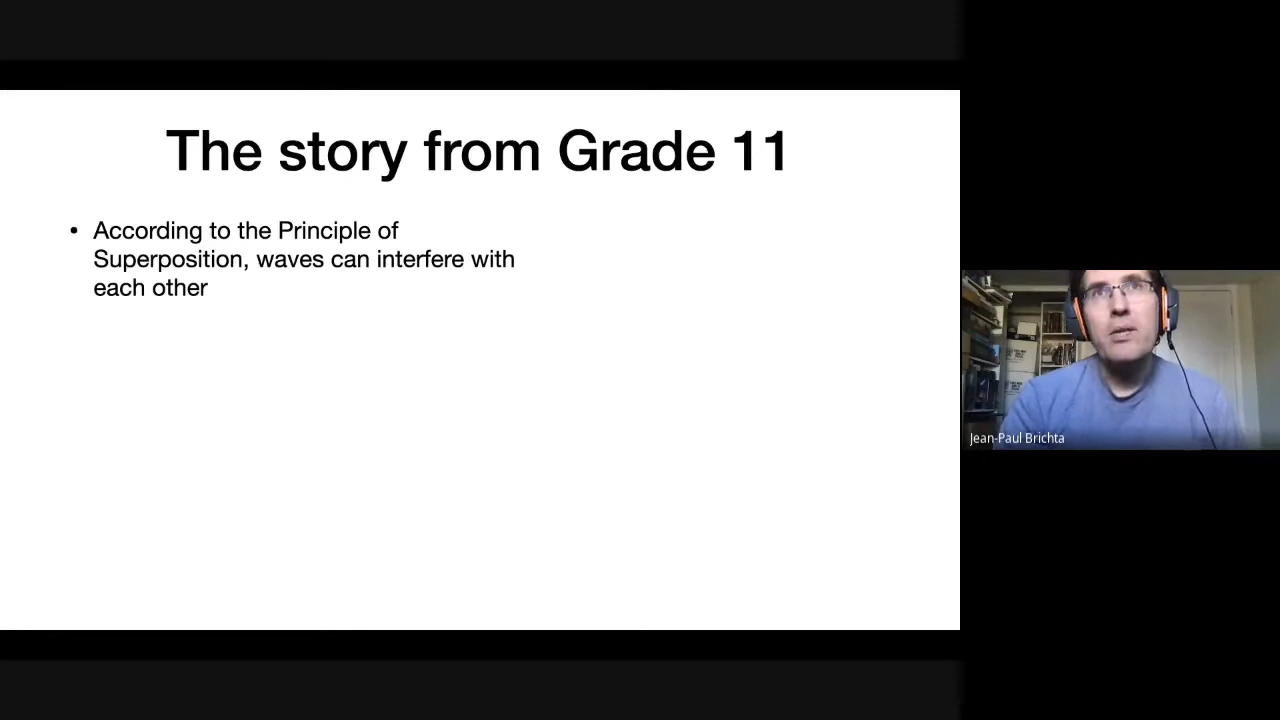 The story from Grade 11
• According to the Principle of
Superposition, waves can interfere with
each other
Jean-Paul Brichta